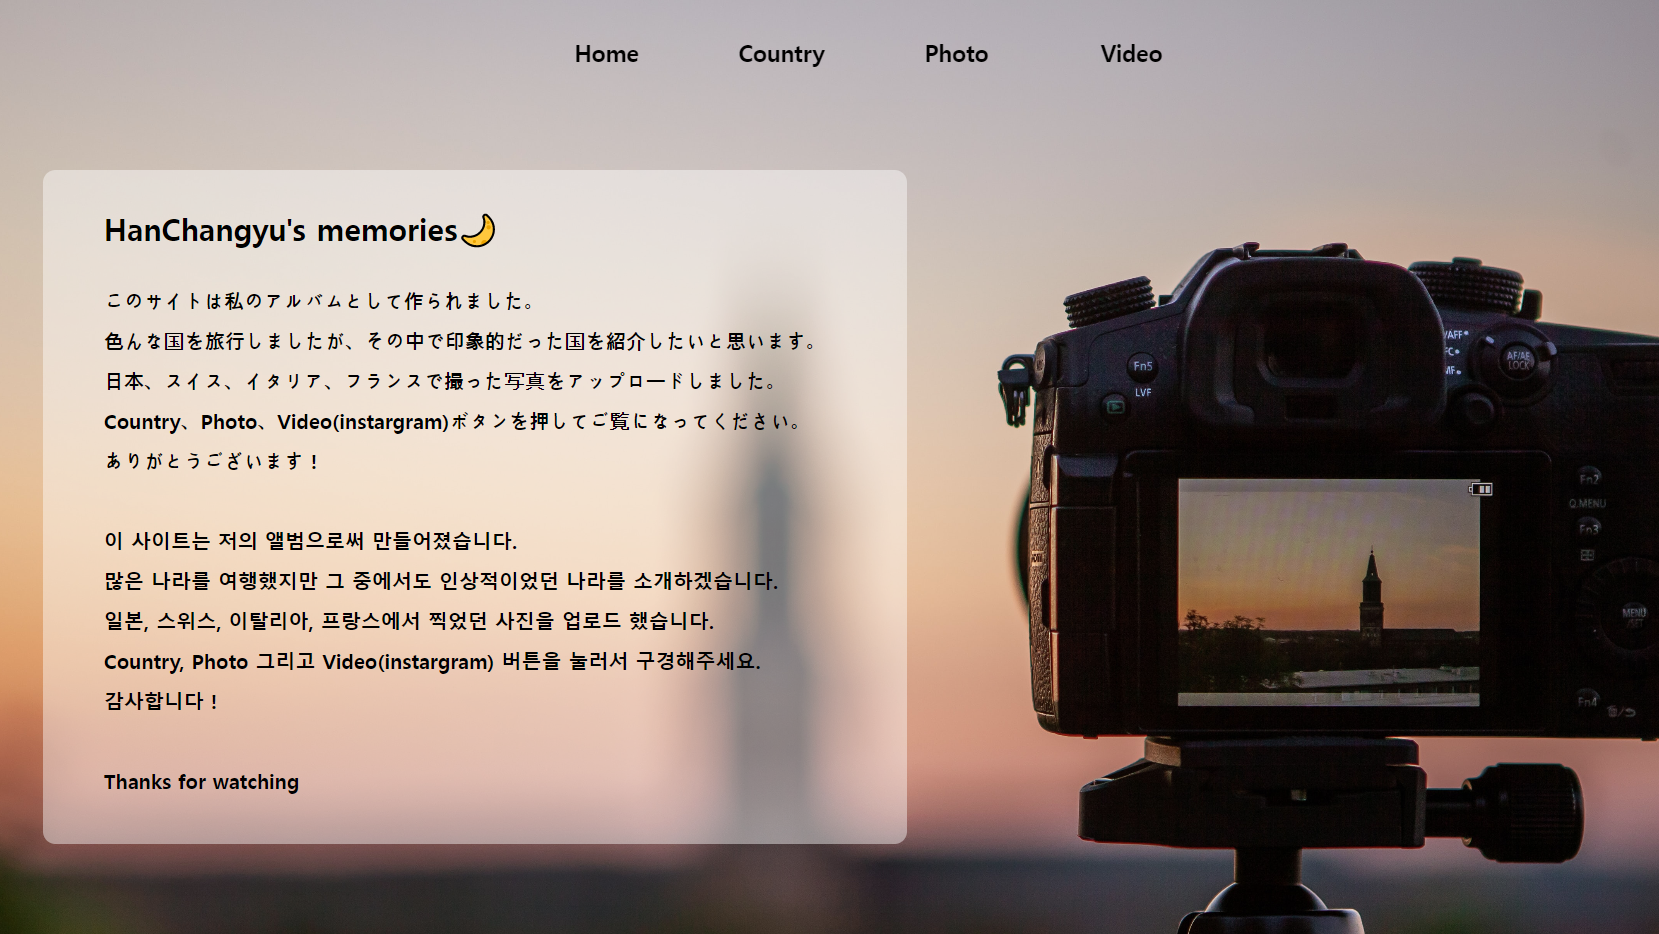 Home Country Photo Video
HanChangyu's memories🌙
このサイトは私のアルバムとして作られました。
色んな国を旅行しましたが、その中で印象的だった国を紹介したいと思います。
日本、スイス、イタリア、フランスで撮った写真をアップロードしました。
Country、Photo、Video(instargram)ボタンを押してご覧になってください。
ありがとうございます！
이 사이트는 저의 앨범으로써 만들어졌습니다.
많은 나라를 여행했지만 그 중에서도 인상적이었던 나라를 소개하겠습니다.
일본, 스위스, 이탈리아, 프랑스에서 찍었던 사진을 업로드 했습니다.
Country, Photo 그리고 Video(instargram) 버튼을 눌러서 구경해주세요.
감사합니다 !
Thanks for watching
/AFF
FC
MF
AF/AE
LOCK
Fn5
LVF
Fn2
Q.MENU
Fn3
MENU
/SET
Fn4